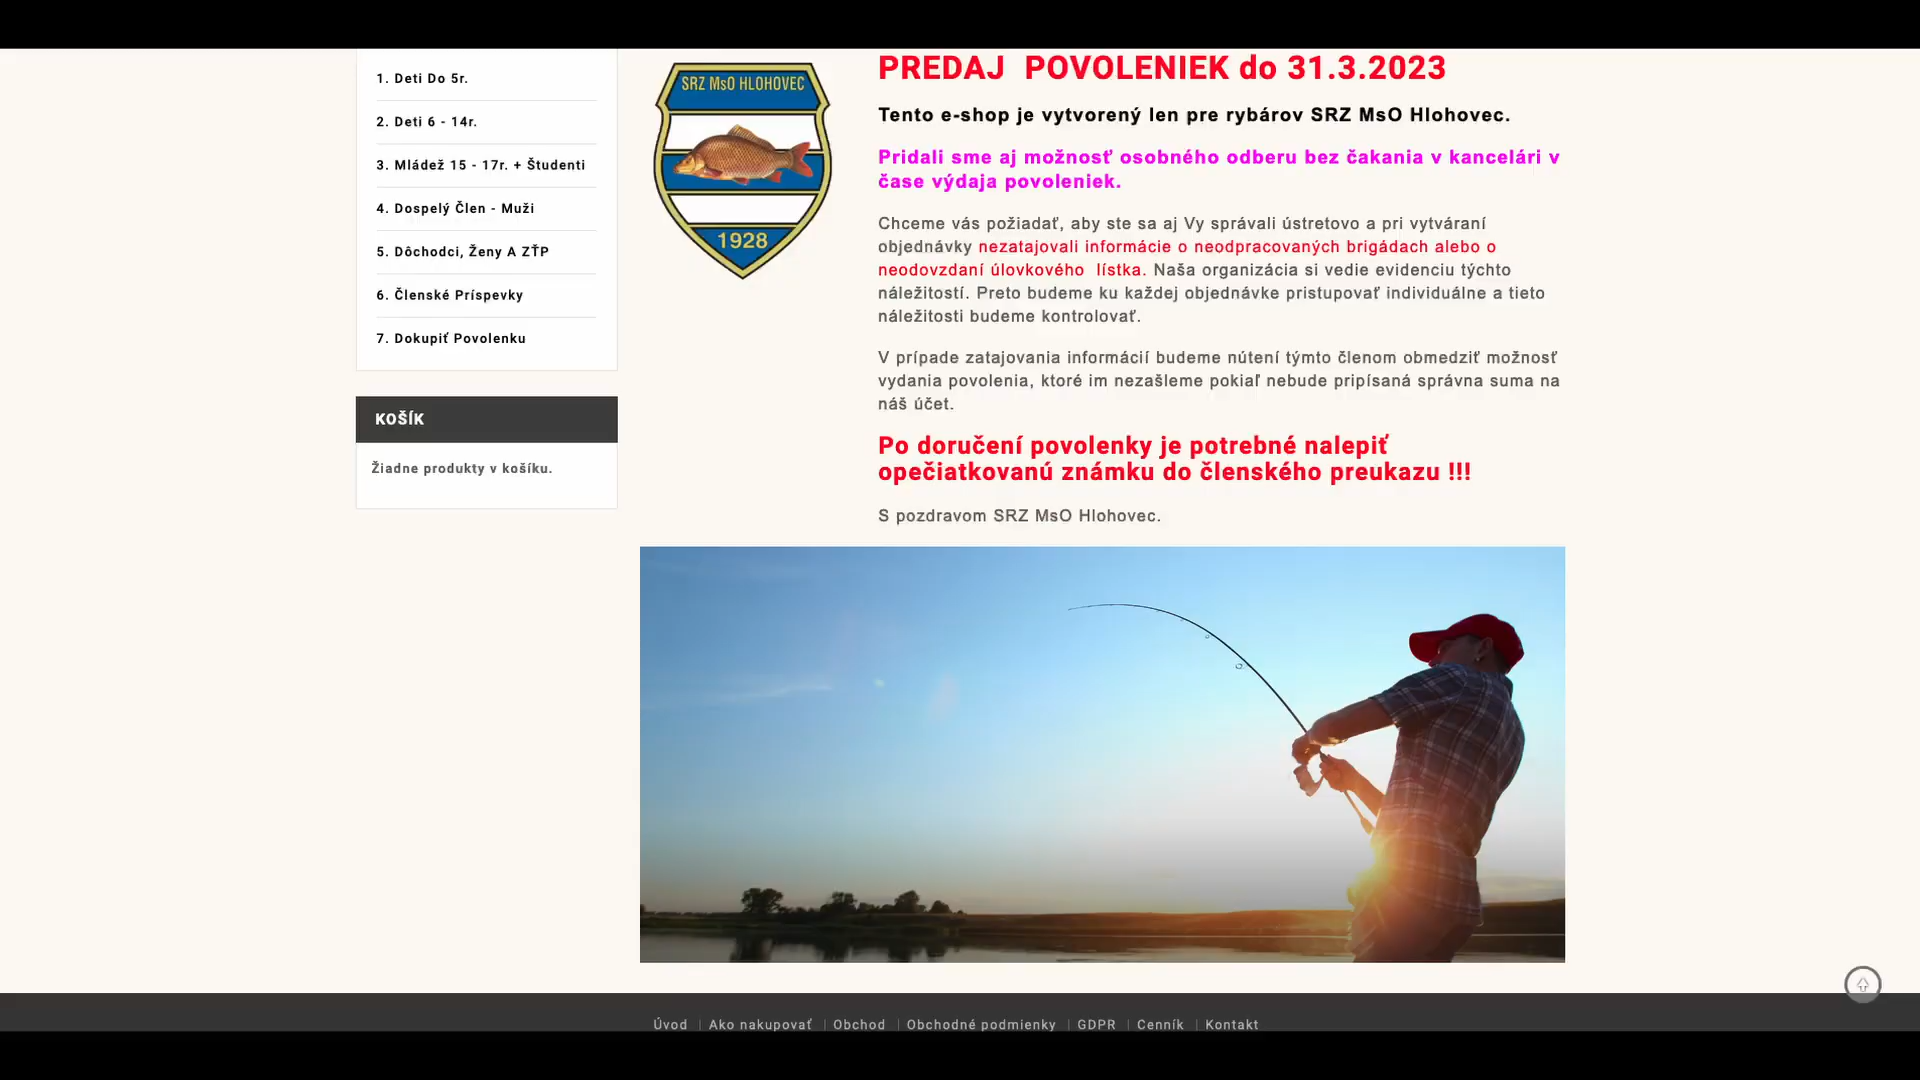 1. Deti Do 5r.
2. Deti 6 - 14r.
3. Mládež 15 - 17r. + Študenti
4. Dospelý Člen - Muži
5. Dôchodci, Ženy A ZŤP
6. Členské Príspevky
7. Dokupiť Povolenku
KOŠÍK
Žiadne produkty v košíku.
SRZ MsO HLOHOVEC
1928
PREDAJ POVOLENIEK do 31.3.2023
Tento e-shop je vytvorený len pre rybárov SRZ MsO Hlohovec.
Pridali sme aj možnosť osobného odberu bez čakania v kancelári v
čase výdaja povoleniek.
Chceme vás požiadať, aby ste sa aj Vy správali ústretovo a pri vytváraní
objednávky nezatajovali informácie o neodpracovaných brigádach alebo o
neodovzdaní úlovkového lístka. Naša organizácia si vedie evidenciu týchto
náležitostí. Preto budeme ku každej objednávke pristupovať individuálne a tieto
náležitosti budeme kontrolovať.
V prípade zatajovania informácií budeme nútení týmto členom obmedziť možnosť
vydania povolenia, ktoré im nezašleme pokiaľ nebude pripísaná správna suma na
náš účet.
Po doručení povolenky je potrebné nalepiť
opečiatkovanú známku do členského preukazu !!!
S pozdravom SRZ MsO Hlohovec.
Úvod | Ako nakupovať | Obchod | Obchodné podmienky | GDPR | Cenník | Kontakt